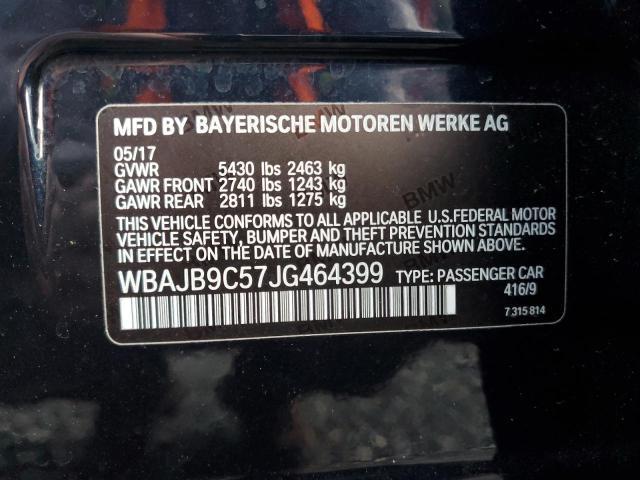 MFD BY BAYERISCHE MOTOREN WERKE AG
05/17
GVWR 5430 lbs 2463 kg
GAWR FRONT 2740 lbs 1243 kg
GAWR REAR 2811 lbs 1275 kg
THIS VEHICLE CONFORMS TO ALL APPLICABLE U.S.FEDERAL MOTOR
VEHICLE SAFETY, BUMPER AND THEFT PREVENTION STANDARDS
IN EFFECT ON THE DATE OF MANUFACTURE SHOWN ABOVE.
WBAJB9C57JG464399 TYPE: PASSENGER CAR
416/9
7 315 814
BMW
BMW
BMW